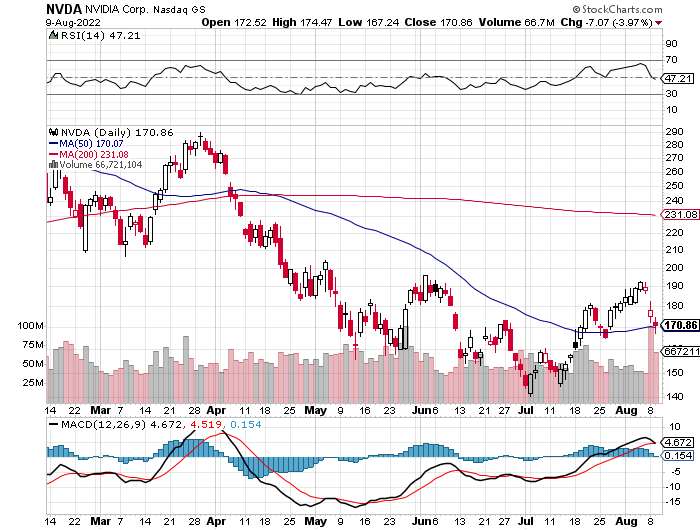 NVDA NVIDIA Corp. Nasdaq GS © StockCharts.com
9-Aug-2022 Open 172.52 High 174.47 Low 167.24 Close 170.86 Volume 66.7M Chg -7.07 (-3.97%)
RSI(14) 47.21
90
70
47.21
30
10
NVDA (Daily) 170.86
MA(50) 170.07
MA(200) 231.08
Volume 66,721,104
290
280
270
260
250
240
231.08
220
210
200
190
180
170.86
6672110
160
150
140
100M
75M
50M
25M
14 22 Mar 7 14 21 28 Apr 11 18 25 May 9 16 23 Jun 6 13 21 27 Jul 11 18 25 Aug 8
MACD(12,26,9) 4.672, 4.519, 0.154
10
4.672
0.154
-5
-10
-15
14 22 Mar 7 14 21 28 Apr 11 18 25 May 9 16 23 Jun 6 13 21 27 Jul 11 18 25 Aug 8